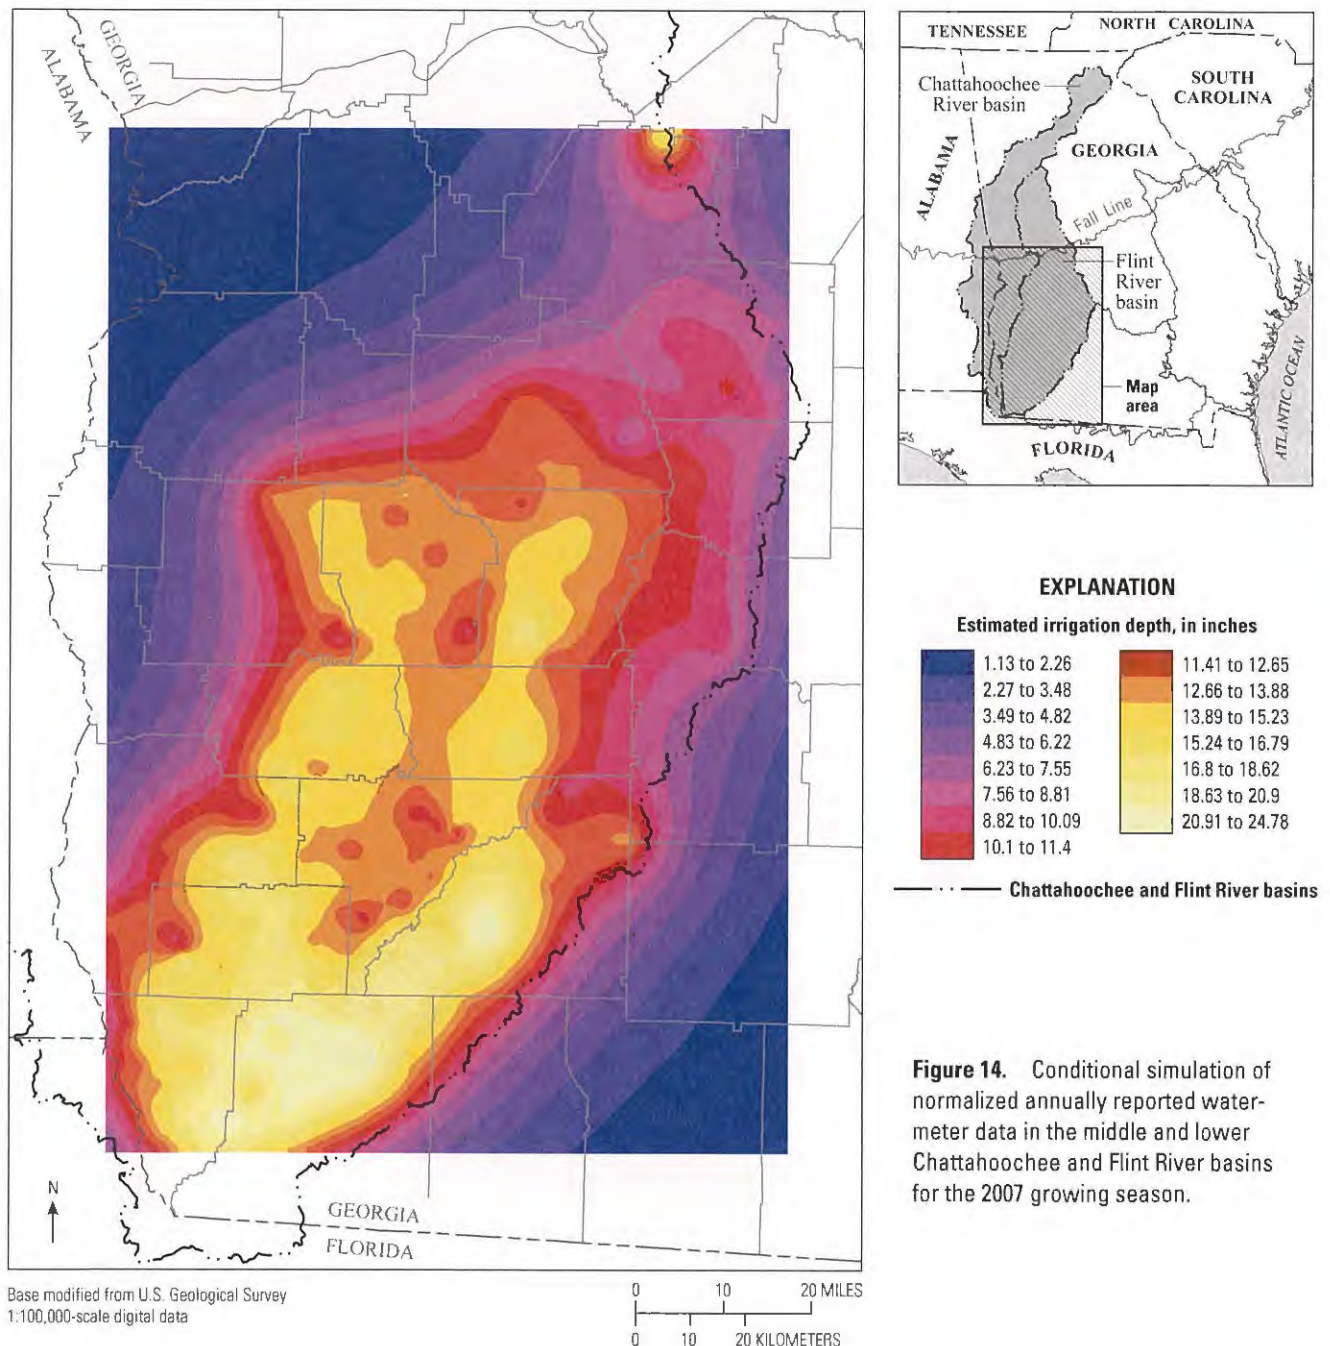 GEORGIA
ALABAMA
N
GEORGIA
FLORIDA
Base modified from U.S. Geological Survey
1:100,000-scale digital data
0 10 20 MILES
0 10 20 KILOMETERS
TENNESSEE
NORTH CAROLINA
Chattahoochee
River basin
SOUTH
CAROLINA
ALABAMA
GEORGIA
Fall Line
Flint
River
basin
Map
area
ATLANTIC OCEAN
FLORIDA
EXPLANATION
Estimated irrigation depth, in inches
1.13 to 2.26
2.27 to 3.48
3.49 to 4.82
4.83 to 6.22
6.23 to 7.55
7.56 to 8.81
8.82 to 10.09
10.1 to 11.4
11.41 to 12.65
12.66 to 13.88
13.89 to 15.23
15.24 to 16.79
16.8 to 18.62
18.63 to 20.9
20.91 to 24.78
Chattahoochee and Flint River basins
Figure 14. Conditional simulation of
normalized annually reported water-
meter data in the middle and lower
Chattahoochee and Flint River basins
for the 2007 growing season.